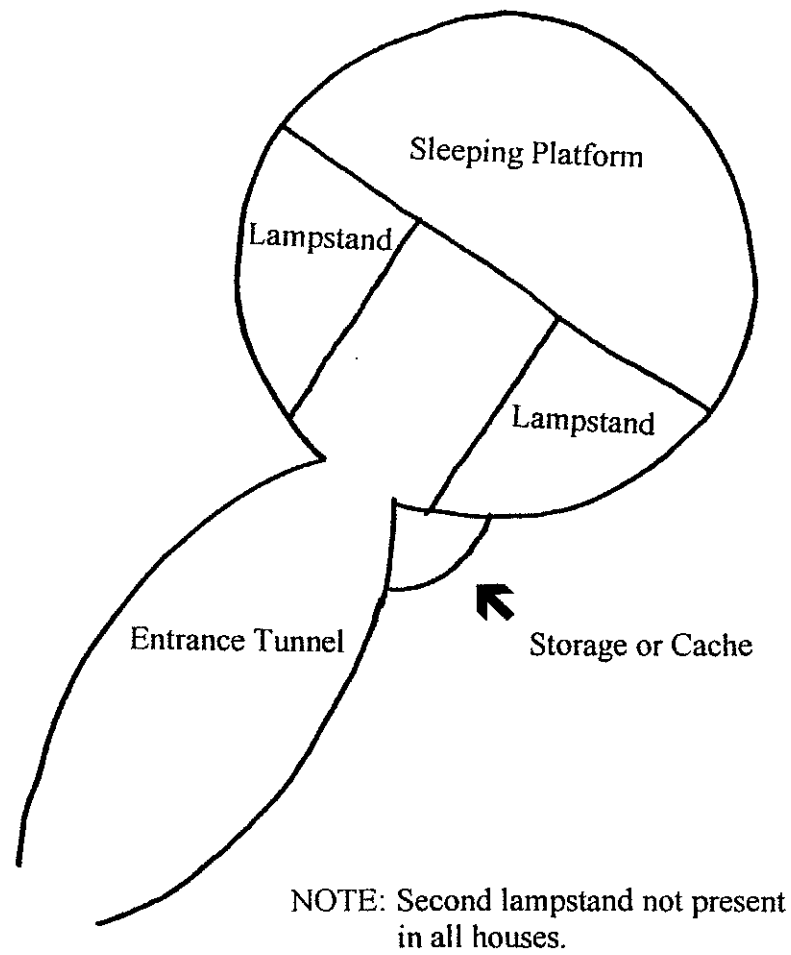 Sleeping Platform
Lampstand
Lampstand
Entrance Tunnel
Storage or Cache
NOTE: Second lampstand not present
in all houses.